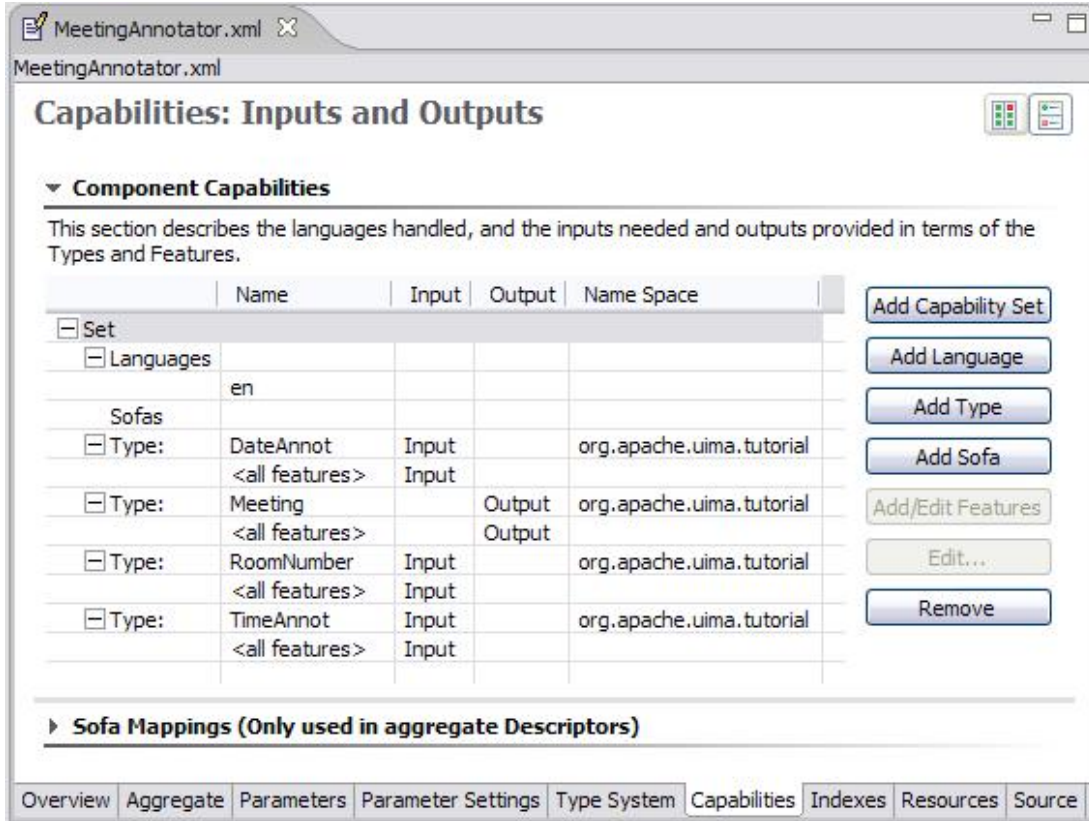 MeetingAnnotator.xml
MeetingAnnotator.xml
Capabilities: Inputs and Outputs
Component Capabilities
This section describes the languages handled, and the inputs needed and outputs provided in terms of the
Types and Features.
Name Input Output Name Space
Set
Languages
en
Sofas
Type: DateAnnot Input org.apache.uima.tutorial
<all features> Input
Type: Meeting Output org.apache.uima.tutorial
<all features> Output
Type: RoomNumber Input org.apache.uima.tutorial
<all features> Input
Type: TimeAnnot Input org.apache.uima.tutorial
<all features> Input
Add Capability Set
Add Language
Add Type
Add Sofa
Add/Edit Features
Edit...
Remove
Sofa Mappings (Only used in aggregate Descriptors)
Overview Aggregate Parameters Parameter Settings Type System Capabilities Indexes Resources Source